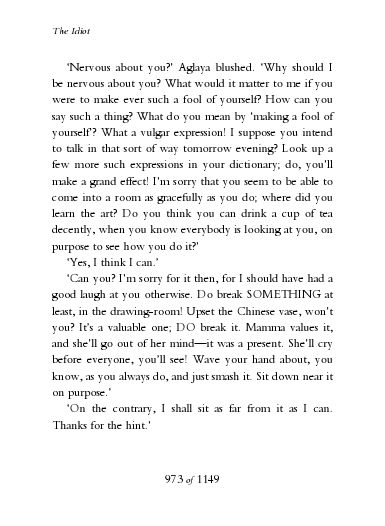 The Idiot
‘Nervous about you?’ Aglaya blushed. ‘Why should I
be nervous about you? What would it matter to me if you
were to make ever such a fool of yourself? How can you
say such a thing? What do you mean by ‘making a fool of
yourself’? What a vulgar expression! I suppose you intend
to talk in that sort of way tomorrow evening? Look up a
few more such expressions in your dictionary; do, you’ll
make a grand effect! I’m sorry that you seem to be able to
come into a room as gracefully as you do; where did you
learn the art? Do you think you can drink a cup of tea
decently, when you know everybody is looking at you, on
purpose to see how you do it?’
‘Yes, I think I can.’
‘Can you? I’m sorry for it then, for I should have had a
good laugh at you otherwise. Do break SOMETHING at
least, in the drawing-room! Upset the Chinese vase, won’t
you? It’s a valuable one; DO break it. Mamma values it,
and she’ll go out of her mind—it was a present. She’ll cry
before everyone, you’ll see! Wave your hand about, you
know, as you always do, and just smash it. Sit down near it
on purpose.’
‘On the contrary, I shall sit as far from it as I can.
Thanks for the hint.’
973 of 1149